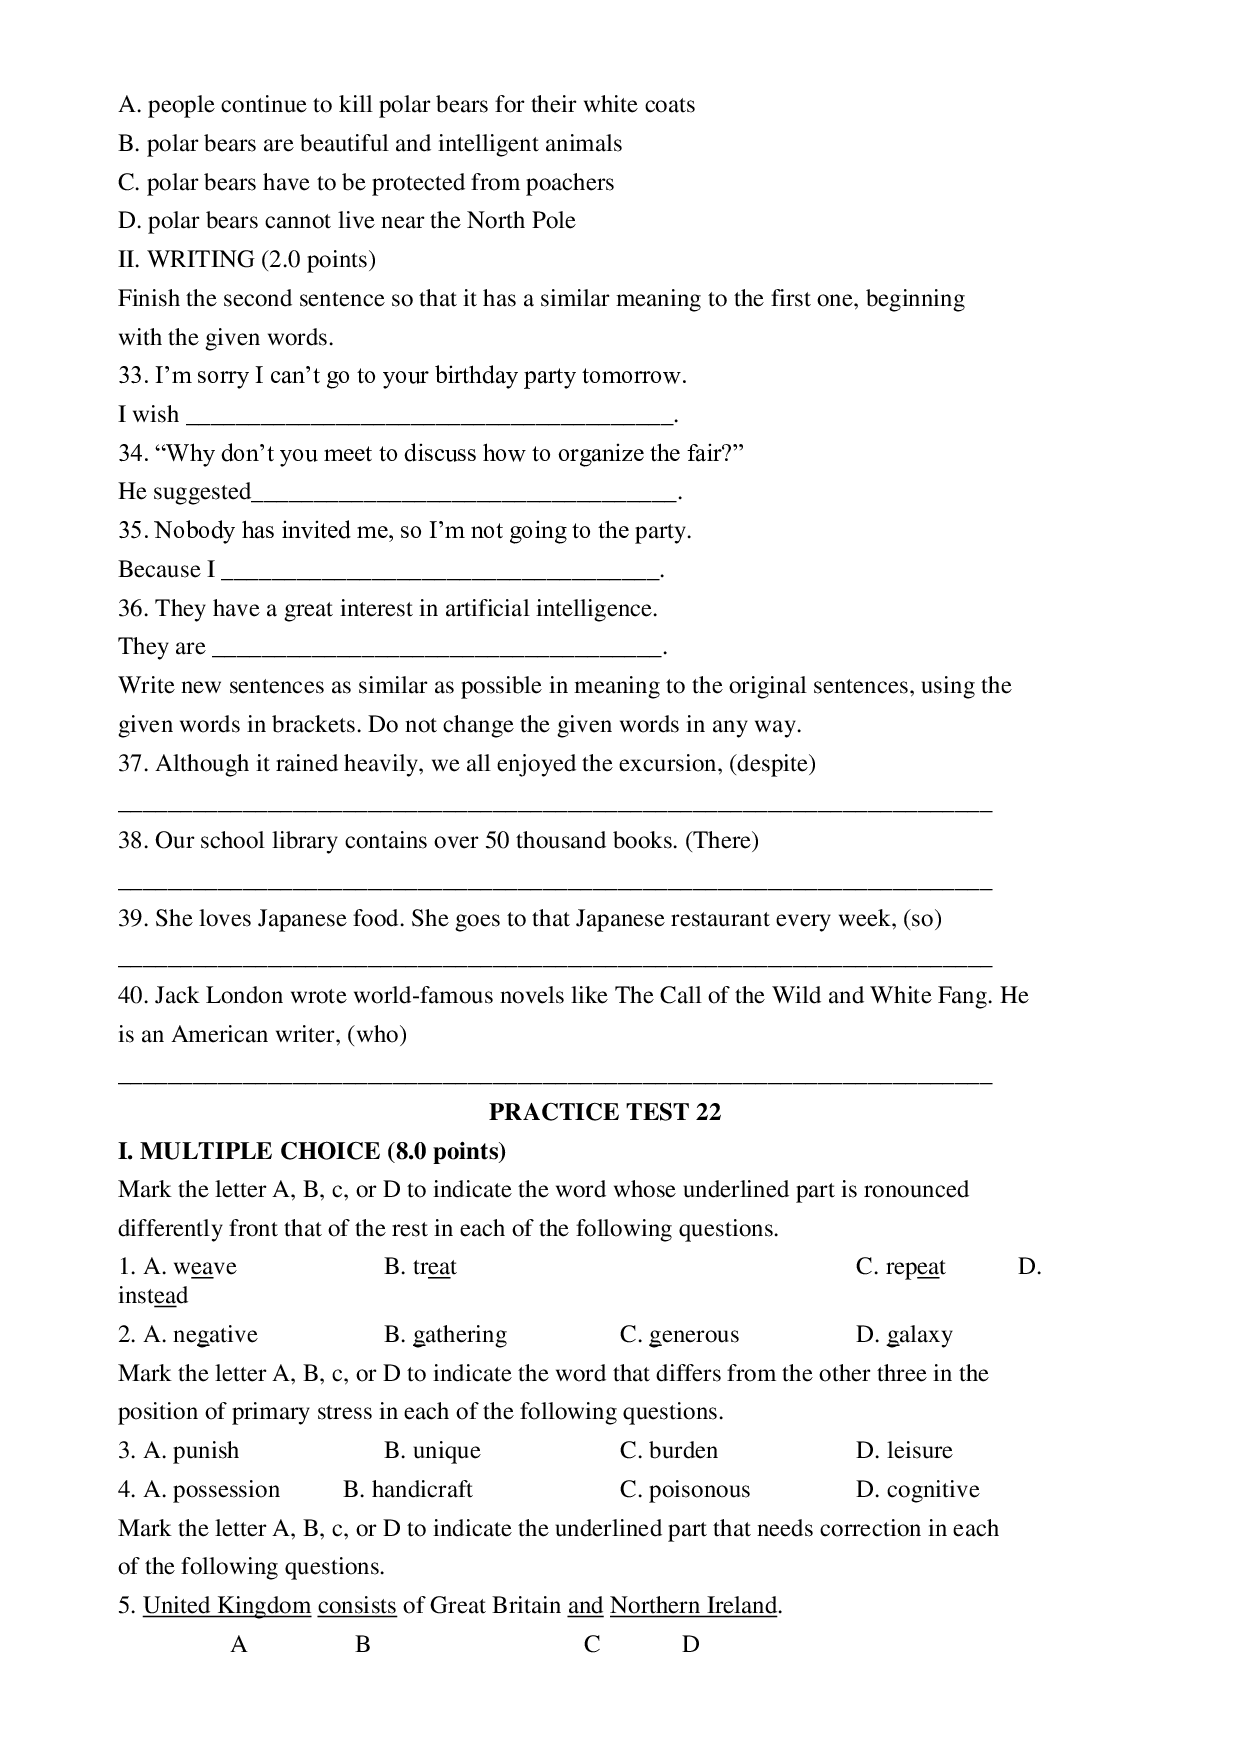 A. people continue to kill polar bears for their white coats
B. polar bears are beautiful and intelligent animals
C. polar bears have to be protected from poachers
D. polar bears cannot live near the North Pole
II. WRITING (2.0 points)
Finish the second sentence so that it has a similar meaning to the first one, beginning
with the given words.
33. I’m sorry I can’t go to your birthday party tomorrow.
I wish _______________________________________.
34. “Why don’t you meet to discuss how to organize the fair?”
He suggested__________________________________.
35. Nobody has invited me, so I’m not going to the party.
Because I ___________________________________.
36. They have a great interest in artificial intelligence.
They are ____________________________________.
Write new sentences as similar as possible in meaning to the original sentences, using the
given words in brackets. Do not change the given words in any way.
37. Although it rained heavily, we all enjoyed the excursion, (despite)
______________________________________________________________________
38. Our school library contains over 50 thousand books. (There)
______________________________________________________________________
39. She loves Japanese food. She goes to that Japanese restaurant every week, (so)
______________________________________________________________________
40. Jack London wrote world-famous novels like The Call of the Wild and White Fang. He
is an American writer, (who)
______________________________________________________________________
PRACTICE TEST 22
I. MULTIPLE CHOICE (8.0 points)
Mark the letter A, B, c, or D to indicate the word whose underlined part is ronounced
differently front that of the rest in each of the following questions.
1. A. weave B. treat C. repeat D.
instead
2. A. negative B. gathering C. generous D. galaxy
Mark the letter A, B, c, or D to indicate the word that differs from the other three in the
position of primary stress in each of the following questions.
3. A. punish B. unique C. burden D. leisure
4. A. possession B. handicraft C. poisonous D. cognitive
Mark the letter A, B, c, or D to indicate the underlined part that needs correction in each
of the following questions.
5. United Kingdom consists of Great Britain and Northern Ireland.
A B C D